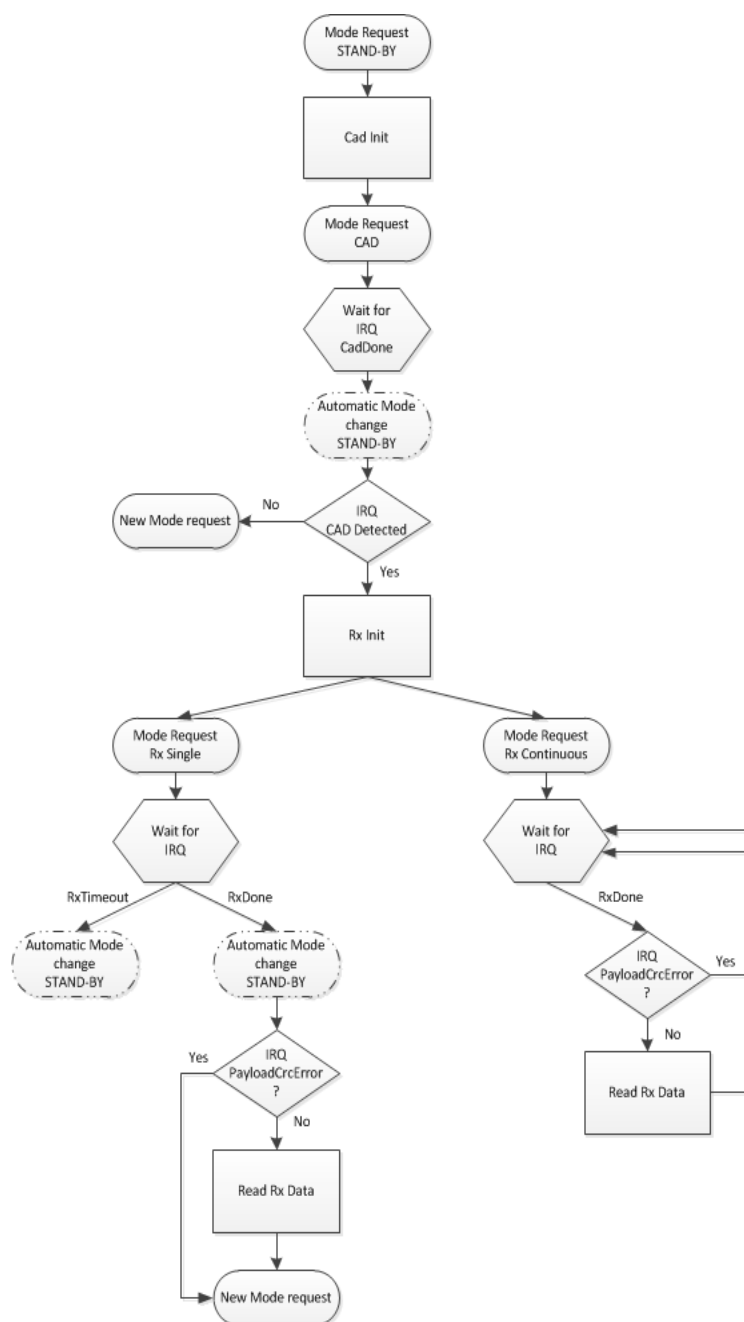 Mode Request
STAND-BY
Cad Init
Mode Request
CAD
Wait for
IRQ
CadDone
Automatic Mode
change
STAND-BY
No
New Mode request
IRQ
CAD Detected
Yes
Rx Init
Mode Request
Rx Single
Mode Request
Rx Continuous
Wait for
IRQ
Wait for
IRQ
RxTimeout
RxDone
RxDone
Automatic Mode
change
STAND-BY
Automatic Mode
change
STAND-BY
IRQ
PayloadCrcError
?
Yes
No
Yes
IRQ
PayloadCrcError
?
No
Read Rx Data
Read Rx Data
New Mode request